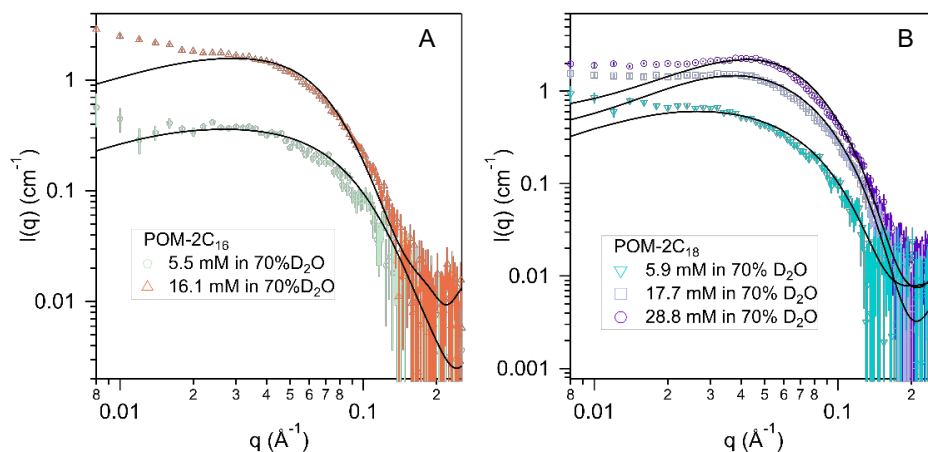 A
I(q) (cm⁻¹)
1
0.1
0.01
POM-2C₁₆
5.5 mM in 70%D₂O
16.1 mM in 70%D₂O
8
0.01
2
3
4
5
6
7
8
0.1
2
q (Å⁻¹)
B
I(q) (cm⁻¹)
10
1
0.1
0.01
0.001
POM-2C₁₈
5.9 mM in 70% D₂O
17.7 mM in 70% D₂O
28.8 mM in 70% D₂O
8
0.01
2
3
4
5
6
7
8
0.1
2
q (Å⁻¹)